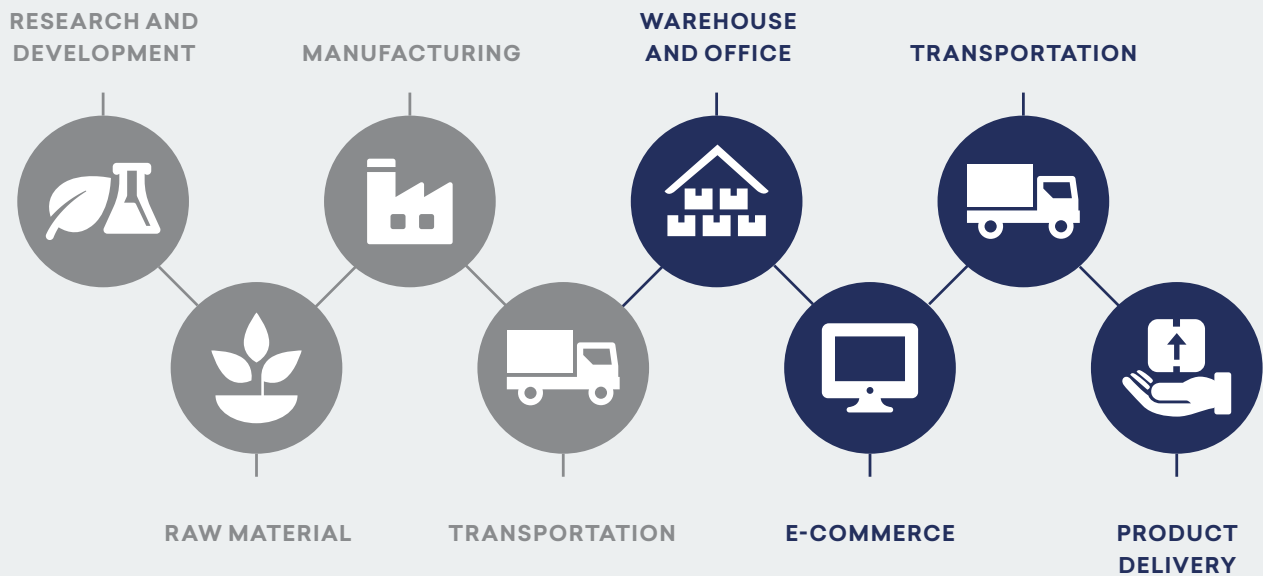 RESEARCH AND
DEVELOPMENT
RAW MATERIAL
MANUFACTURING
TRANSPORTATION
WAREHOUSE
AND OFFICE
E-COMMERCE
TRANSPORTATION
PRODUCT
DELIVERY